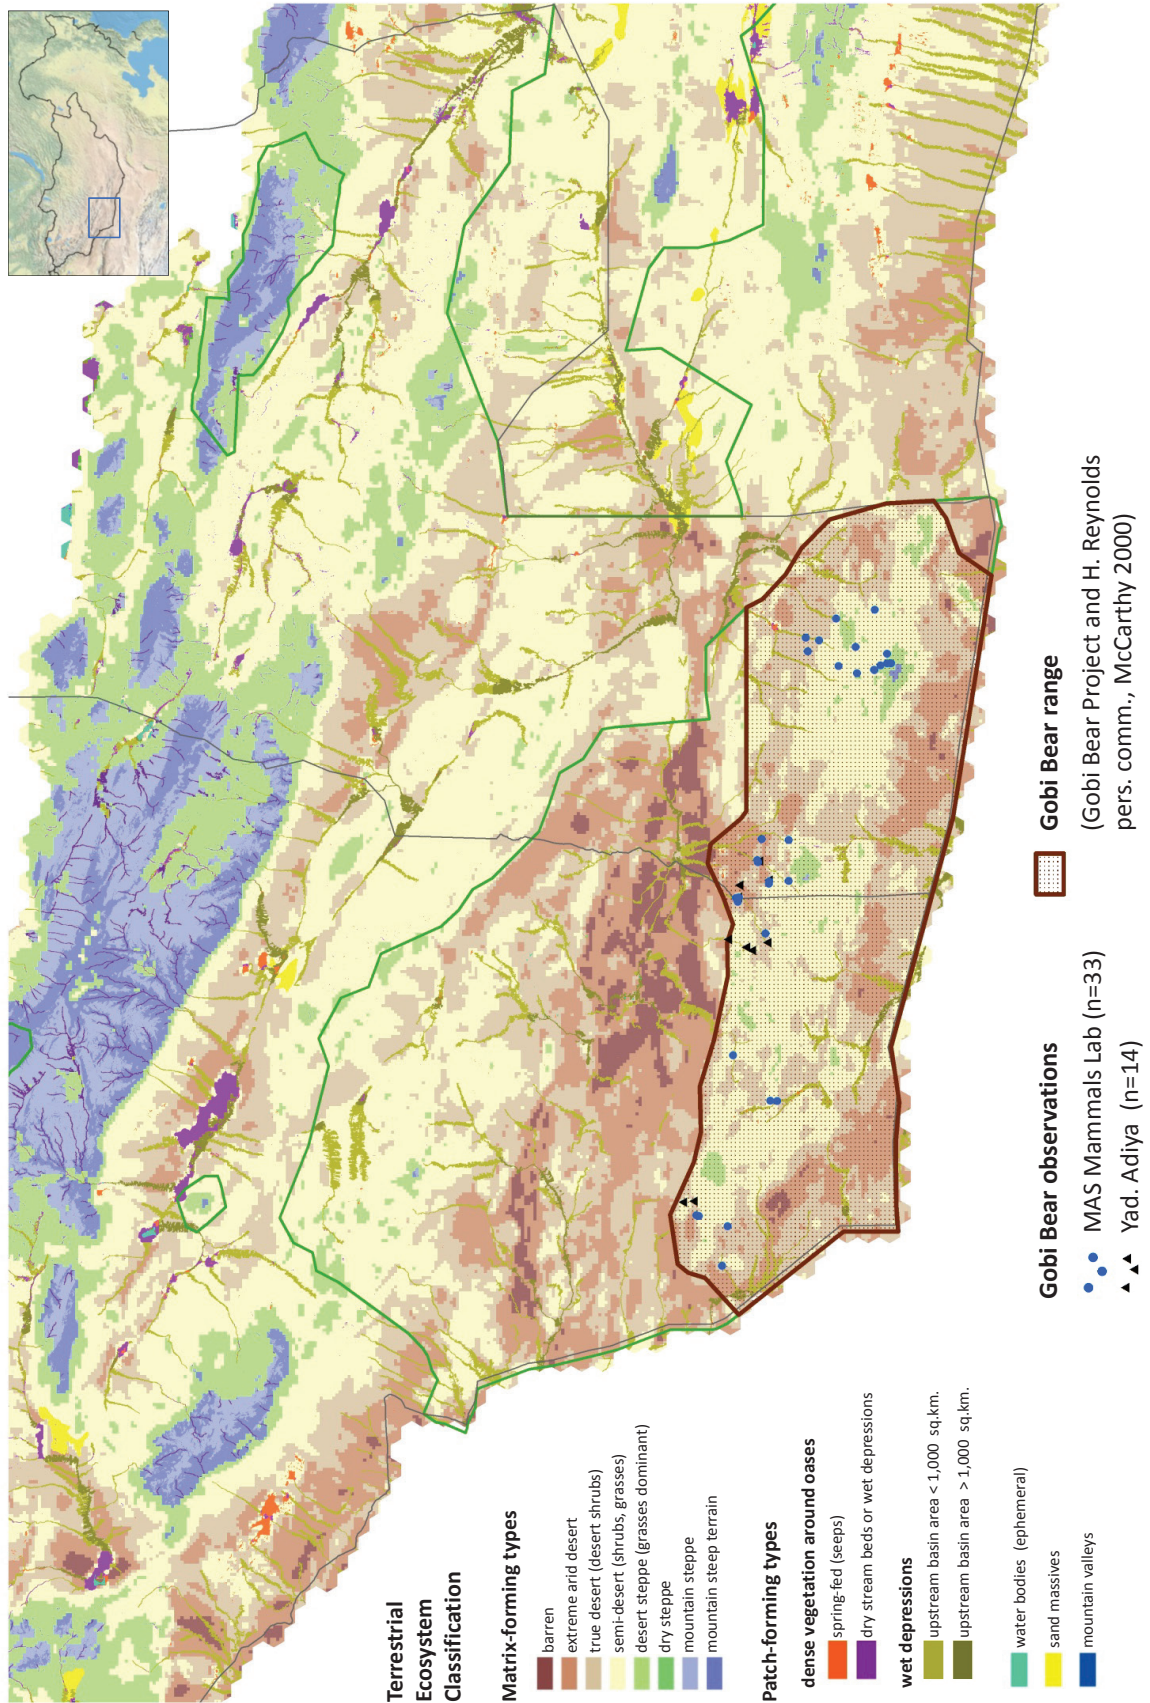 Terrestrial
Ecosystem
Classification
Matrix-forming types
barren
extreme arid desert
true desert (desert shrubs)
semi-desert (shrubs, grasses)
desert steppe (grasses dominant)
dry steppe
mountain steppe
mountain steep terrain
Patch-forming types
dense vegetation around oases
spring-fed (seeps)
dry stream beds or wet depressions
wet depressions
upstream basin area < 1,000 sq.km.
upstream basin area > 1,000 sq.km.
water bodies (ephemeral)
sand massives
mountain valleys
Gobi Bear observations
MAS Mammals Lab (n=33)
Yad. Adiya (n=14)
Gobi Bear range
(Gobi Bear Project and H. Reynolds
pers. comm., McCarthy 2000)